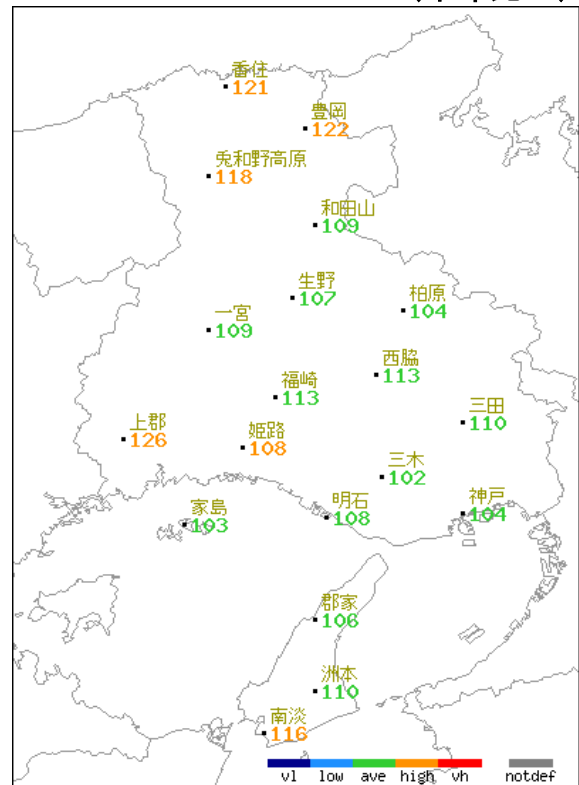 香住
121
豊岡
122
兎和野高原
118
和田山
109
生野
107
柏原
104
一宮
109
西脇
113
福崎
113
三田
110
上郡
126
姫路
108
三木
102
神戸
104
家島
103
明石
108
郡家
106
洲本
110
南淡
116
vl low ave high vh notdef